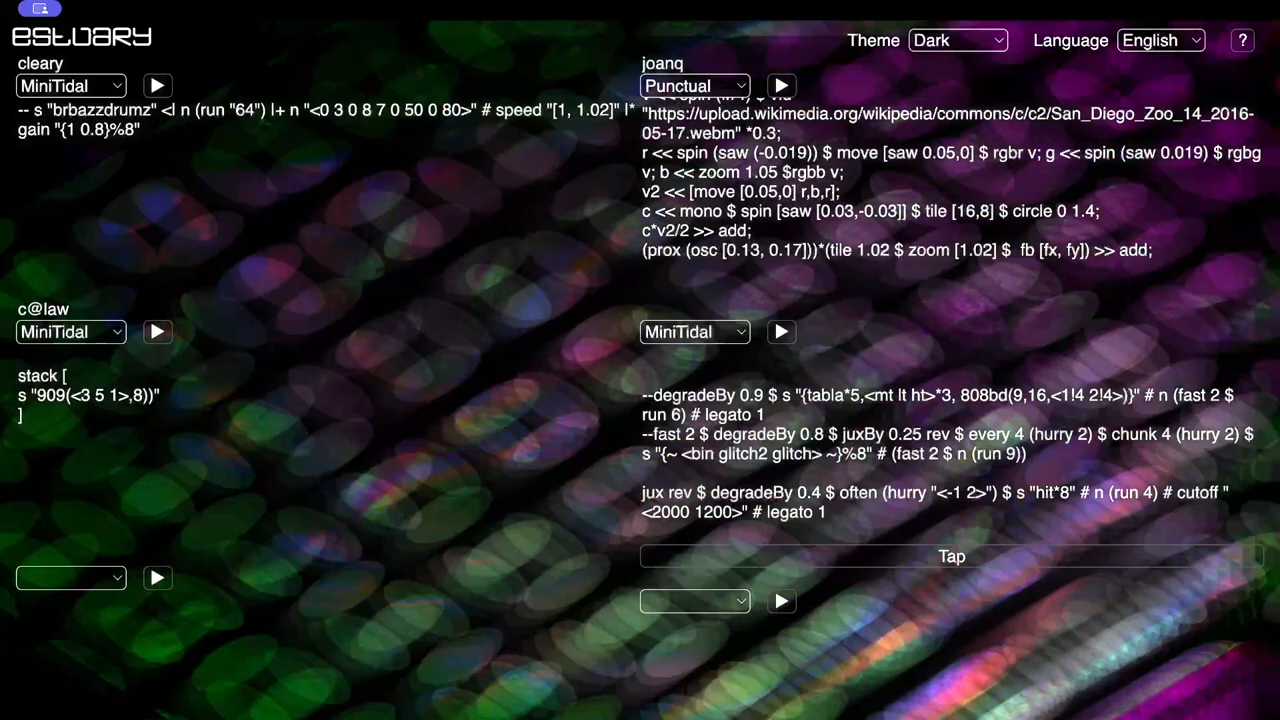 estuary
Theme Dark Language English ?
cleary
MiniTidal
-- s "brbazzdrumz" <| n (run "64") |+ n "<0 3 0 8 7 0 50 0 80>" # speed "[1, 1.02]" |*
gain "{1 0.8}%8"
joanq
Punctual
"https://upload.wikimedia.org/wikipedia/commons/c/c2/San_Diego_Zoo_14_2016-
05-17.webm" *0.3;
r << spin (saw (-0.019)) $ move [saw 0.05,0] $ rgbr v; g << spin (saw 0.019) $ rgbg
v; b << zoom 1.05 $rgbb v;
v2 << [move [0.05,0] r,b,r];
c << mono $ spin [saw [0.03,-0.03]] $ tile [16,8] $ circle 0 1.4;
c*v2/2 >> add;
(prox (osc [0.13, 0.17]))*(tile 1.02 $ zoom [1.02] $ fb [fx, fy]) >> add;
c@law
MiniTidal
stack [
s "909(<3 5 1>,8))"
]
MiniTidal
--degradeBy 0.9 $ s "{tabla*5,<mt lt ht>*3, 808bd(9,16,<1!4 2!4>)}" # n (fast 2 $
run 6) # legato 1
--fast 2 $ degradeBy 0.8 $ juxBy 0.25 rev $ every 4 (hurry 2) $ chunk 4 (hurry 2) $
s "{~ <bin glitch2 glitch> ~}%8" # (fast 2 $ n (run 9))
jux rev $ degradeBy 0.4 $ often (hurry "<-1 2>") $ s "hit*8" # n (run 4) # cutoff "
<2000 1200>" # legato 1
Tap